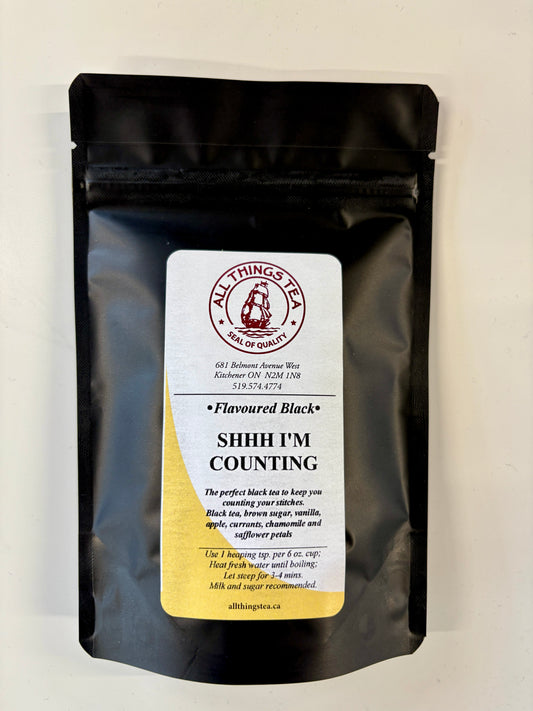 ALL THINGS TEA
SEAL OF QUALITY
681 Belmont Avenue West
Kitchener ON N2M 1N8
519.574.4774
•Flavoured Black•
SHHH I'M
COUNTING
The perfect black tea to keep you
counting your stitches.
Black tea, brown sugar, vanilla,
apple, currants, chamomile and
safflower petals
Use 1 heaping tsp. per 6 oz. cup;
Heat fresh water until boiling;
Let steep for 3-4 mins.
Milk and sugar recommended.
allthingstea.ca